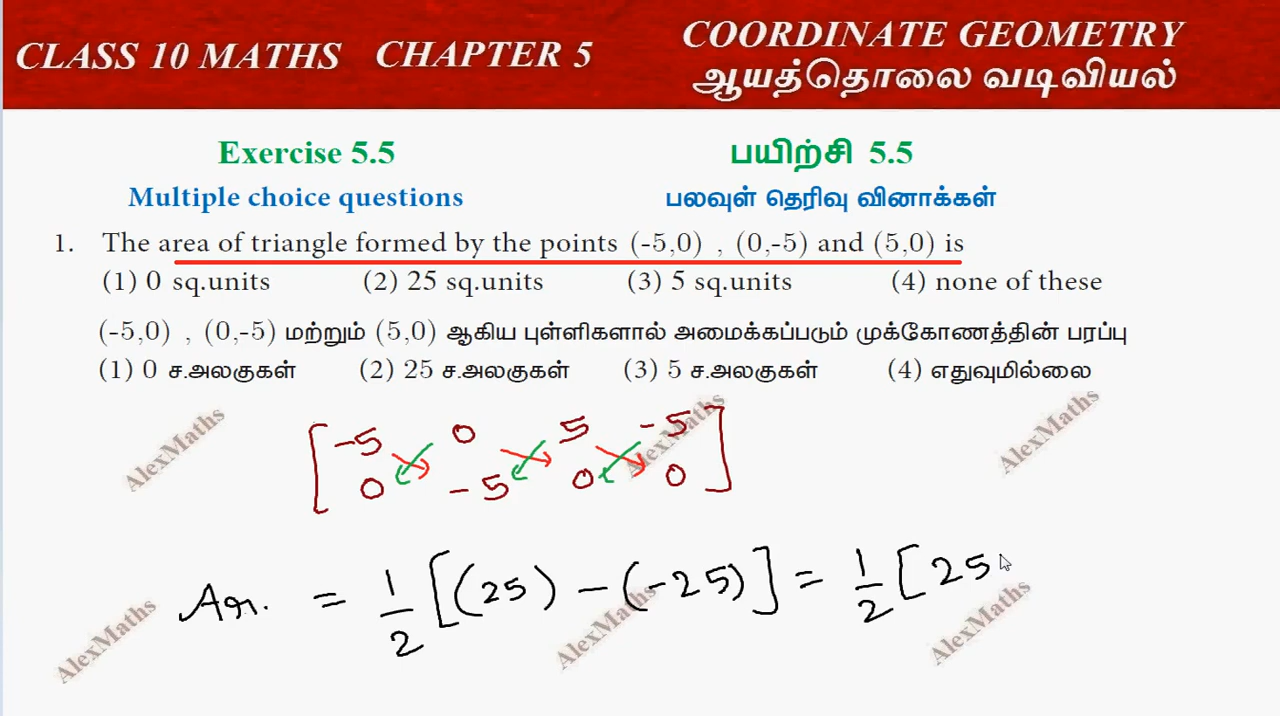 CLASS 10 MATHS CHAPTER 5
COORDINATE GEOMETRY
ஆயத்தொலை வடிவியல்
Exercise 5.5
பயிற்சி 5.5
Multiple choice questions
பலவுள் தெரிவு வினாக்கள்
1. The area of triangle formed by the points (-5,0) , (0,-5) and (5,0) is
(1) 0 sq.units (2) 25 sq.units (3) 5 sq.units (4) none of these
(-5,0) , (0,-5) மற்றும் (5,0) ஆகிய புள்ளிகளால் அமைக்கப்படும் முக்கோணத்தின் பரப்பு
(1) 0 ச.அலகுகள் (2) 25 ச.அலகுகள் (3) 5 ச.அலகுகள் (4) எதுவுமில்லை
AlexMaths AlexMaths AlexMaths
[ -5 0 5 -5 ]
0 -5 0 0
= 1/2 [(25) - (-25)] = 1/2 [25
AlexMaths AlexMaths AlexMaths